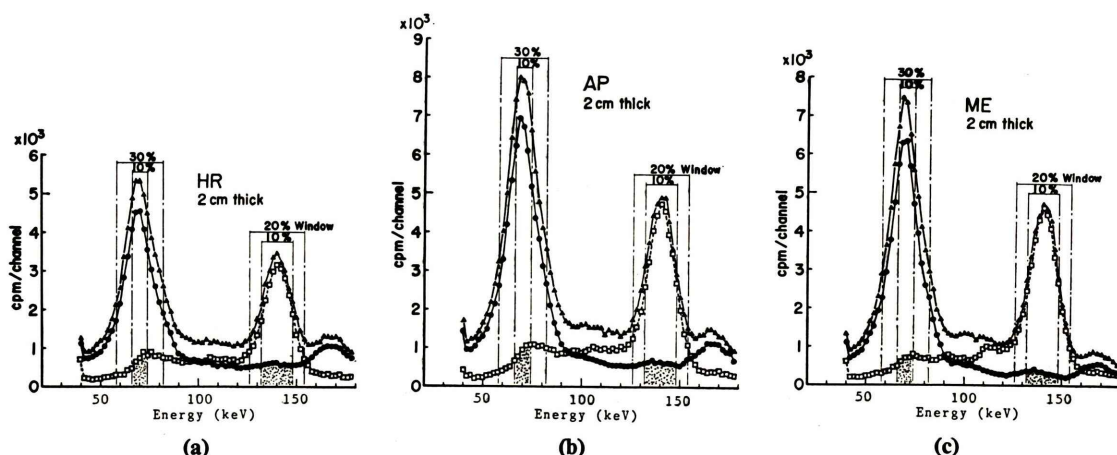 x10³
6
5
4
3
2
1
0
cpm/channel
30%
10%
HR
2 cm thick
20% Window
10%
50
100
150
Energy (keV)
(a)
x10³
9
8
7
6
5
4
3
2
1
0
cpm/channel
30%
10%
AP
2 cm thick
20% Window
10%
50
100
150
Energy (keV)
(b)
x10³
8
7
6
5
4
3
2
1
0
cpm/channel
30%
10%
ME
2 cm thick
20% Window
10%
50
100
150
Energy (keV)
(c)